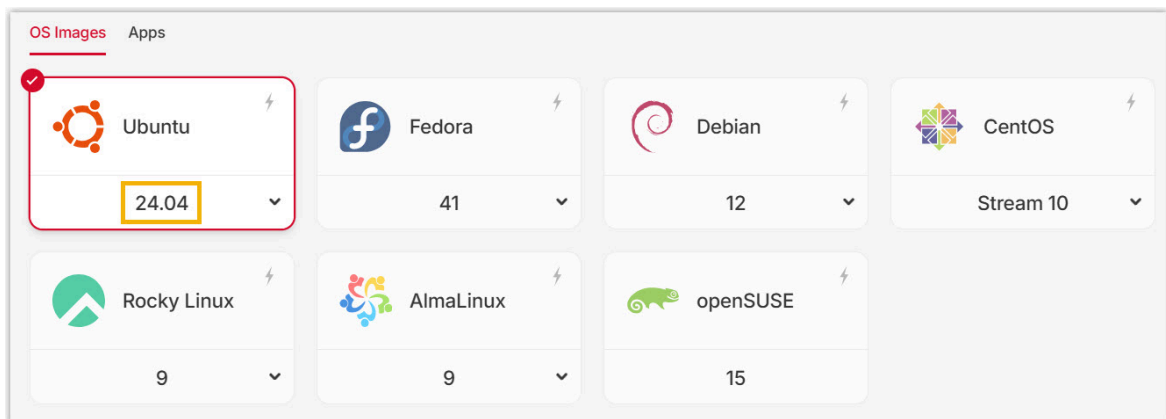 OS Images Apps
Ubuntu
24.04
Fedora
41
Debian
12
CentOS
Stream 10
Rocky Linux
9
AlmaLinux
9
openSUSE
15